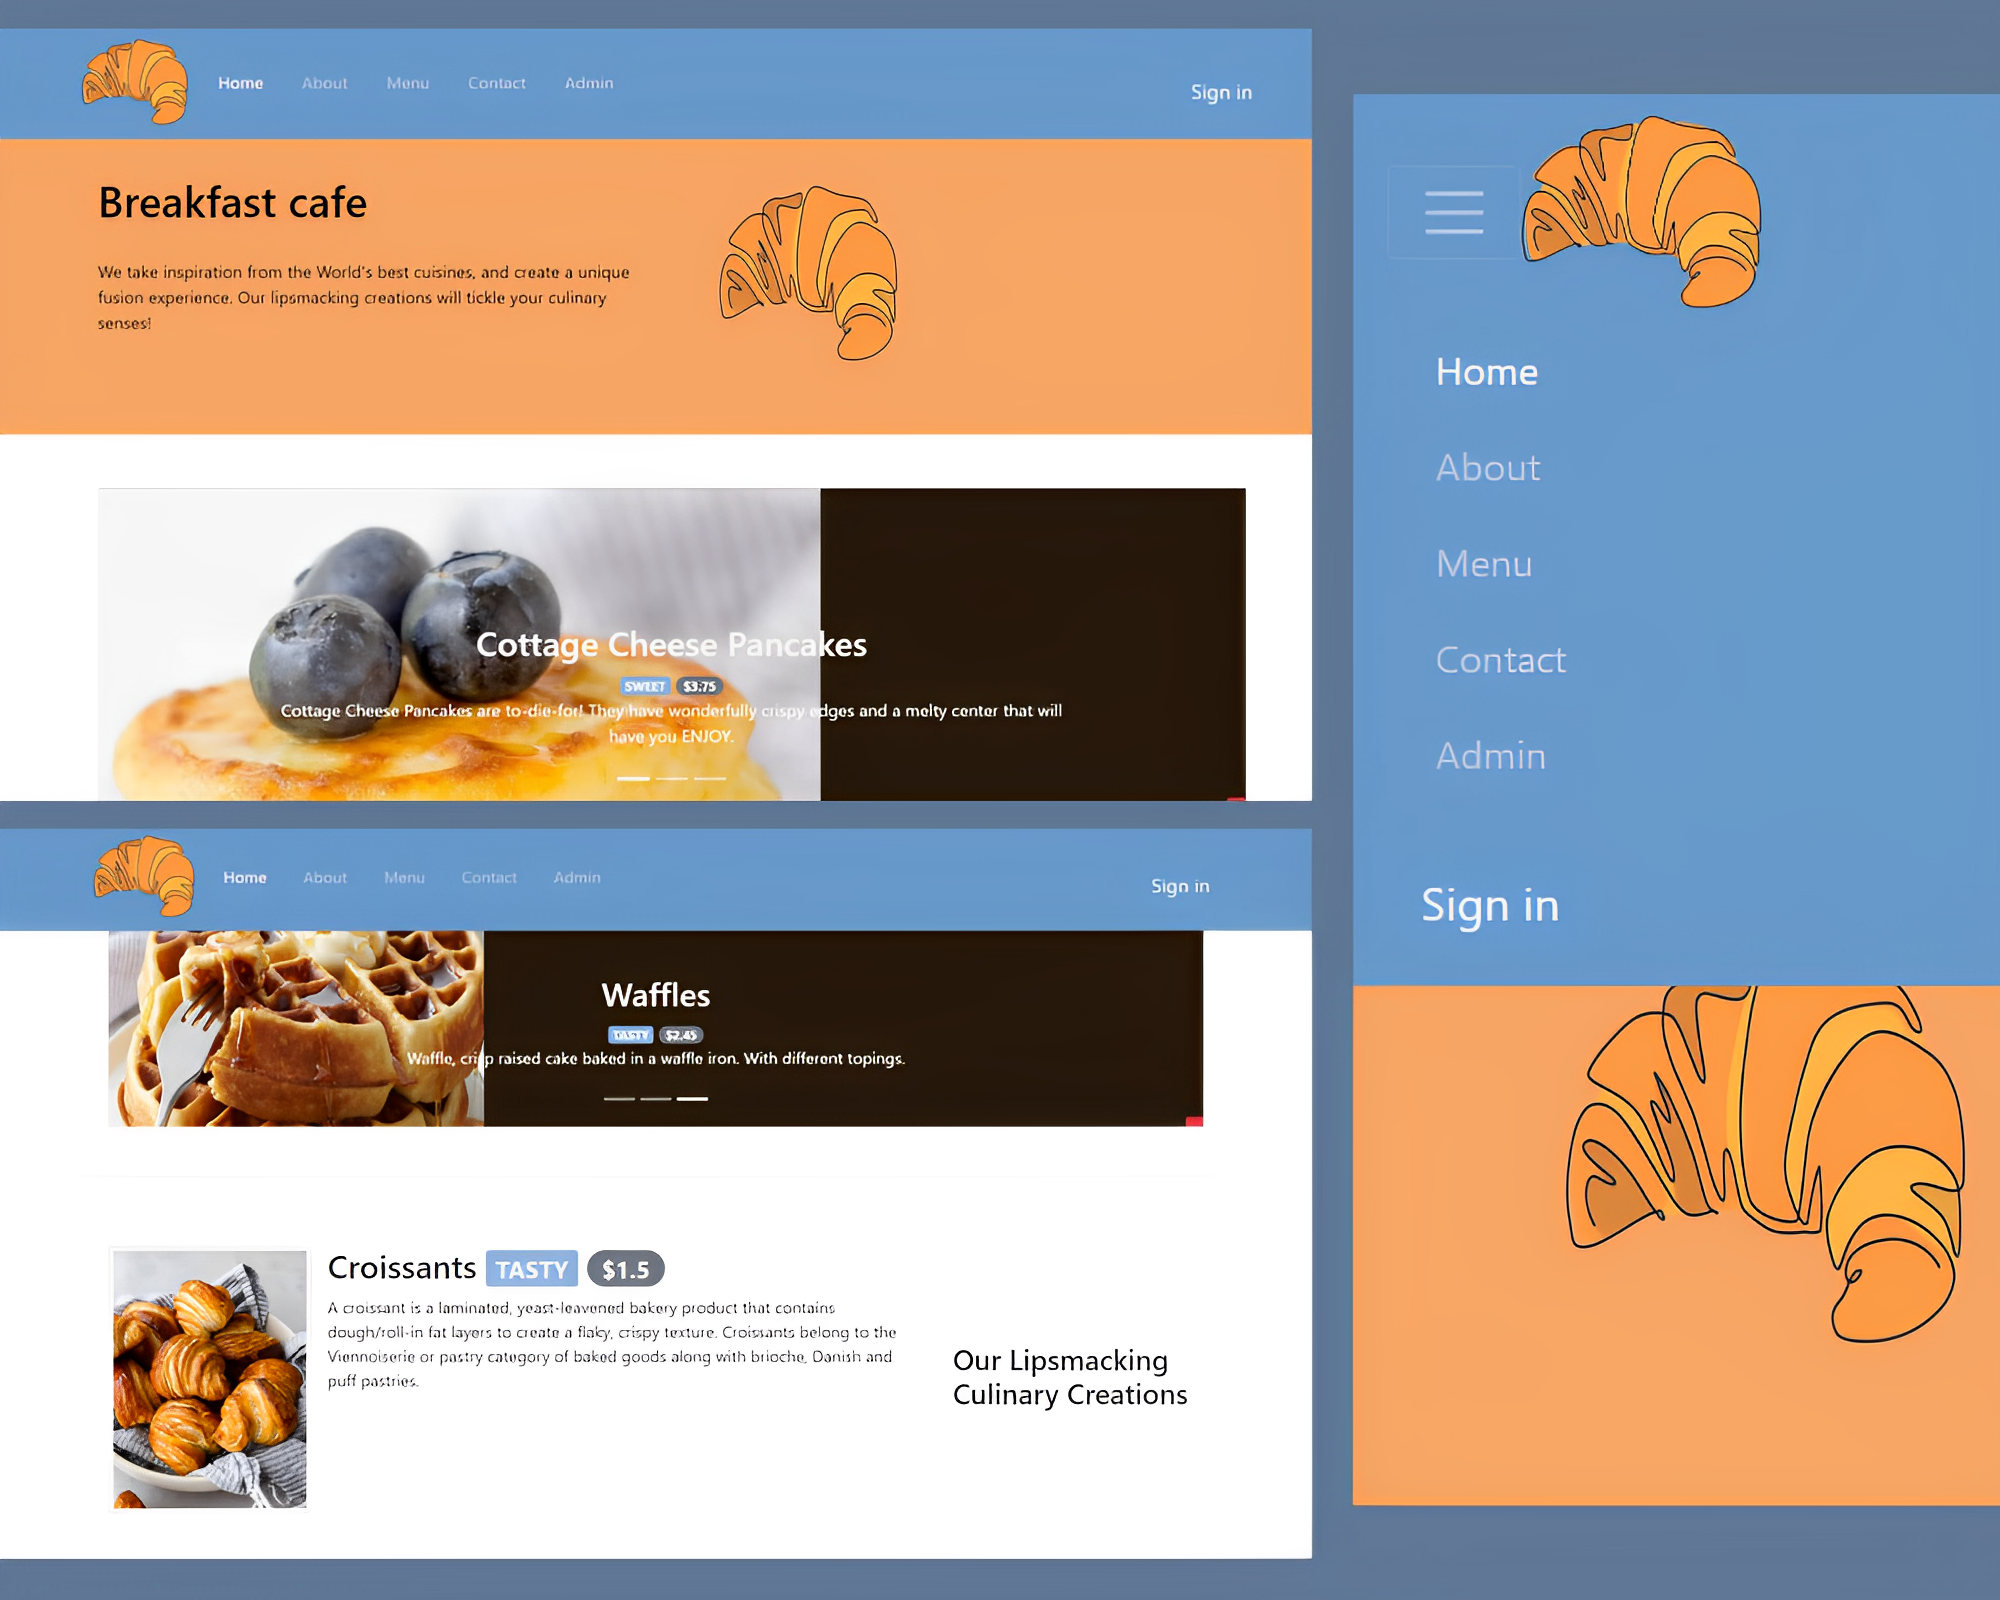 Home About Menu Contact Admin Sign in
Breakfast cafe
We take inspiration from the World's best cuisines, and create a unique
fusion experience. Our lipsmacking creations will tickle your culinary
senses!
Cottage Cheese Pancakes
SWEET $3.75
Cottage Cheese Pancakes are to-die-for! They have wonderfully crispy edges and a melty center that will
have you ENJOY.
Home About Menu Contact Admin Sign in
Waffles
TASTY $2.45
Waffle, crisp raised cake baked in a waffle iron. With different topings.
Croissants TASTY $1.5
A croissant is a laminated, yeast-leavened bakery product that contains
dough/roll-in fat layers to create a flaky, crispy texture. Croissants belong to the
Viennoiserie or pastry category of baked goods along with brioche, Danish and
puff pastries.
Our Lipsmacking
Culinary Creations
Home
About
Menu
Contact
Admin
Sign in